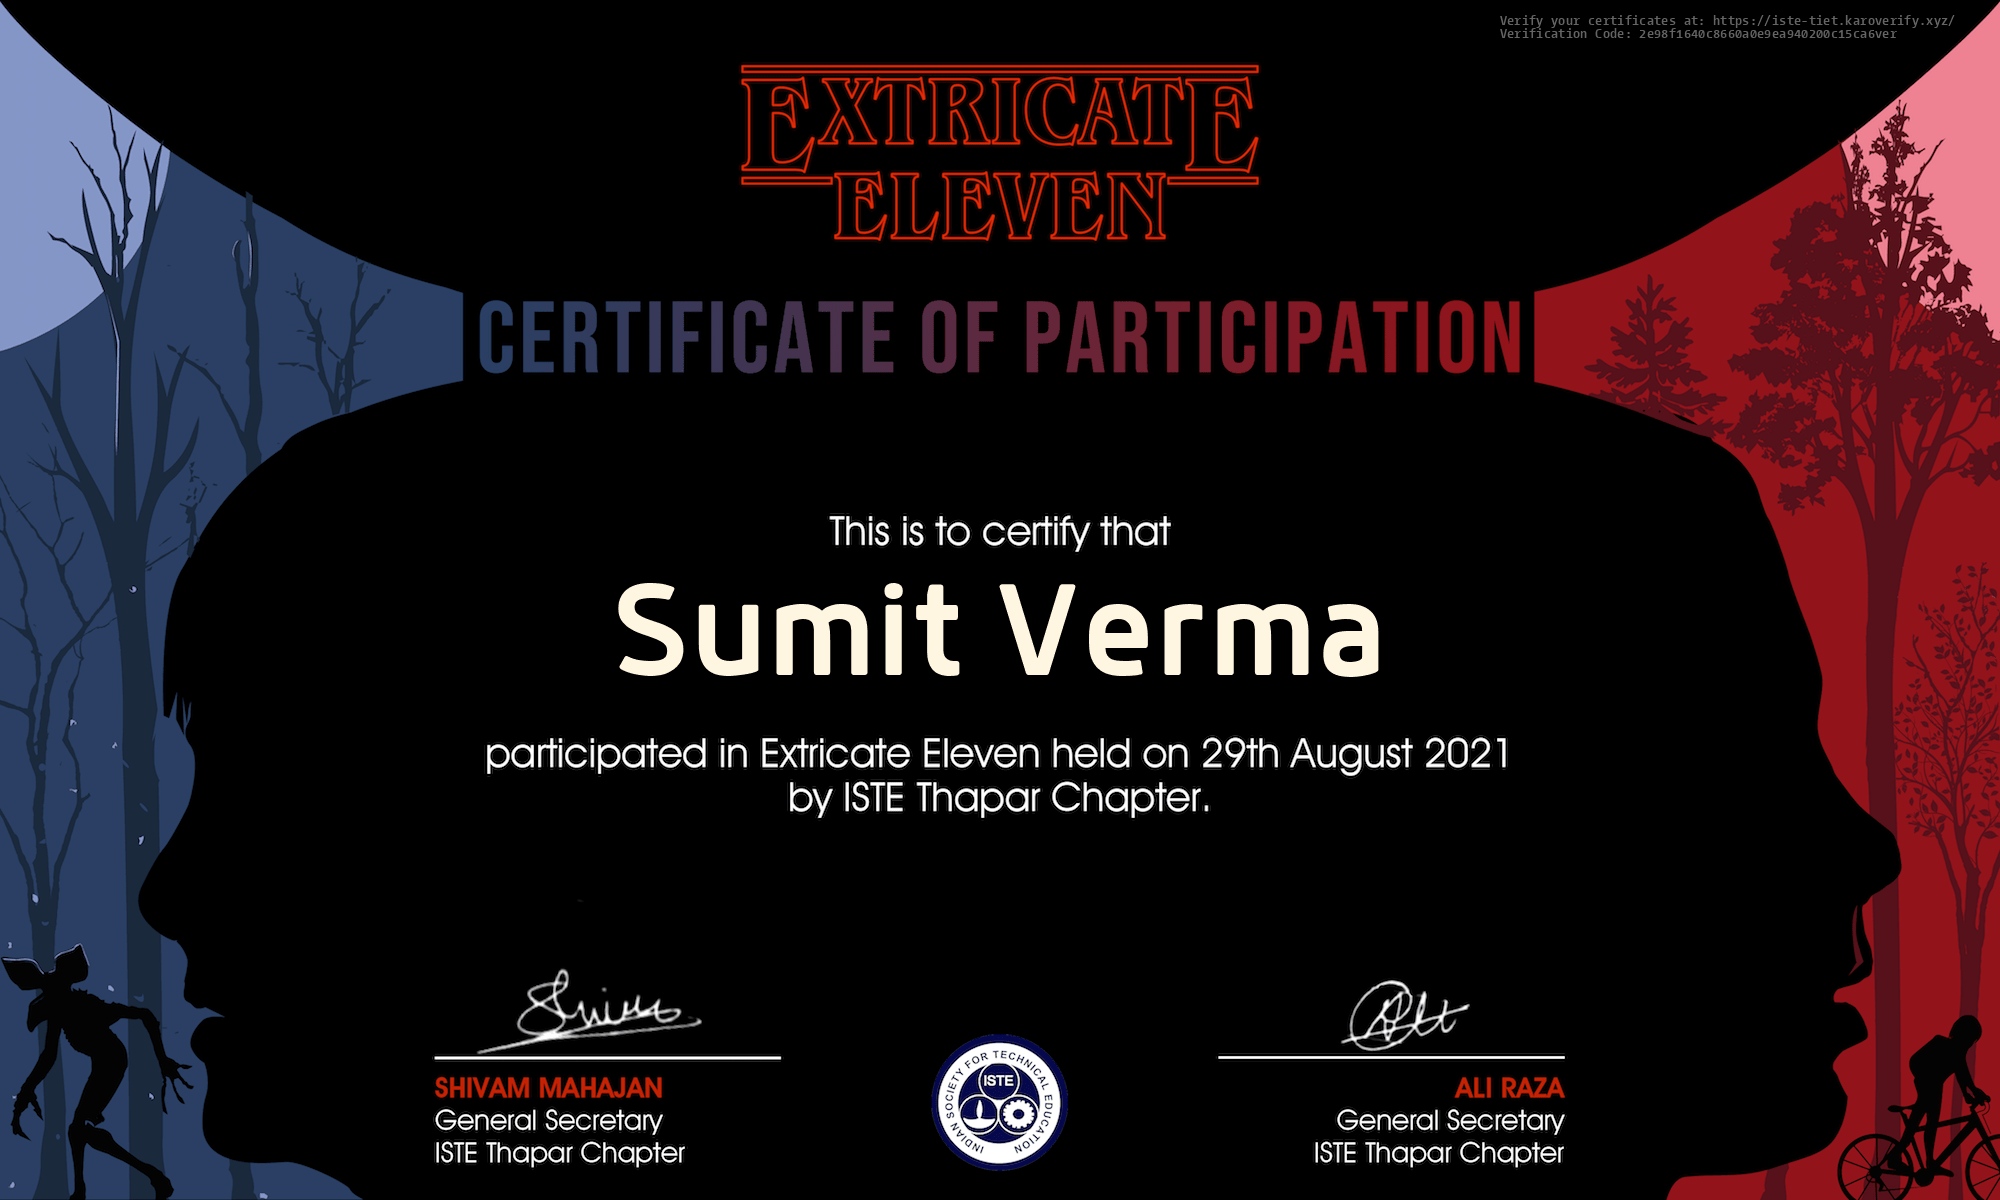 Verify your certificates at: https://iste-tiet.karoverify.xyz/
Verification Code: 2e98f1640c8660a0e9ea940200c15ca6ver
EXTRICATE
ELEVEN
CERTIFICATE OF PARTICIPATION
This is to certify that
Sumit Verma
participated in Extricate Eleven held on 29th August 2021
by ISTE Thapar Chapter.
SHIVAM MAHAJAN
General Secretary
ISTE Thapar Chapter
INDIAN SOCIETY FOR TECHNICAL EDUCATION
ISTE
ALI RAZA
General Secretary
ISTE Thapar Chapter